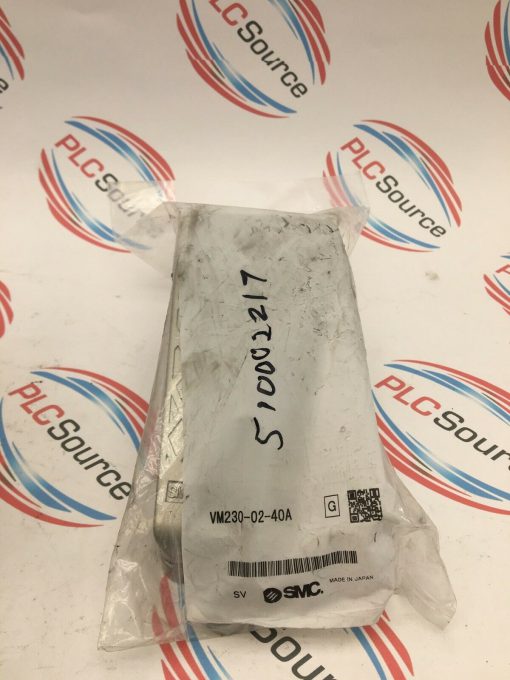 PLC Source
PLC Source
PLC Source
PLC Source
PLC Source
PLC Source
510002217
VM230-02-40A
G
MADE IN JAPAN
SV
SMC.